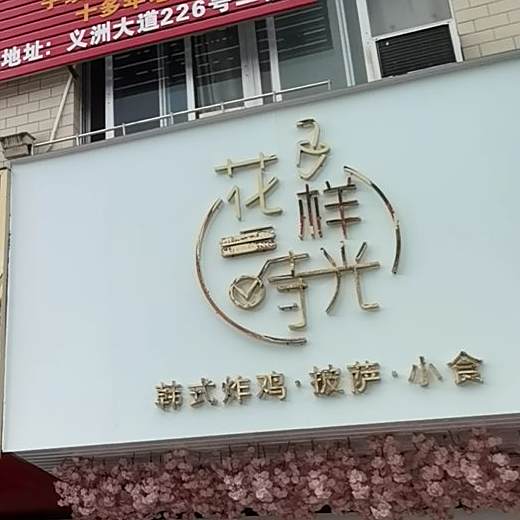 十多年
地址：义洲大道226号二
花样
时光
韩式炸鸡·披萨·小食